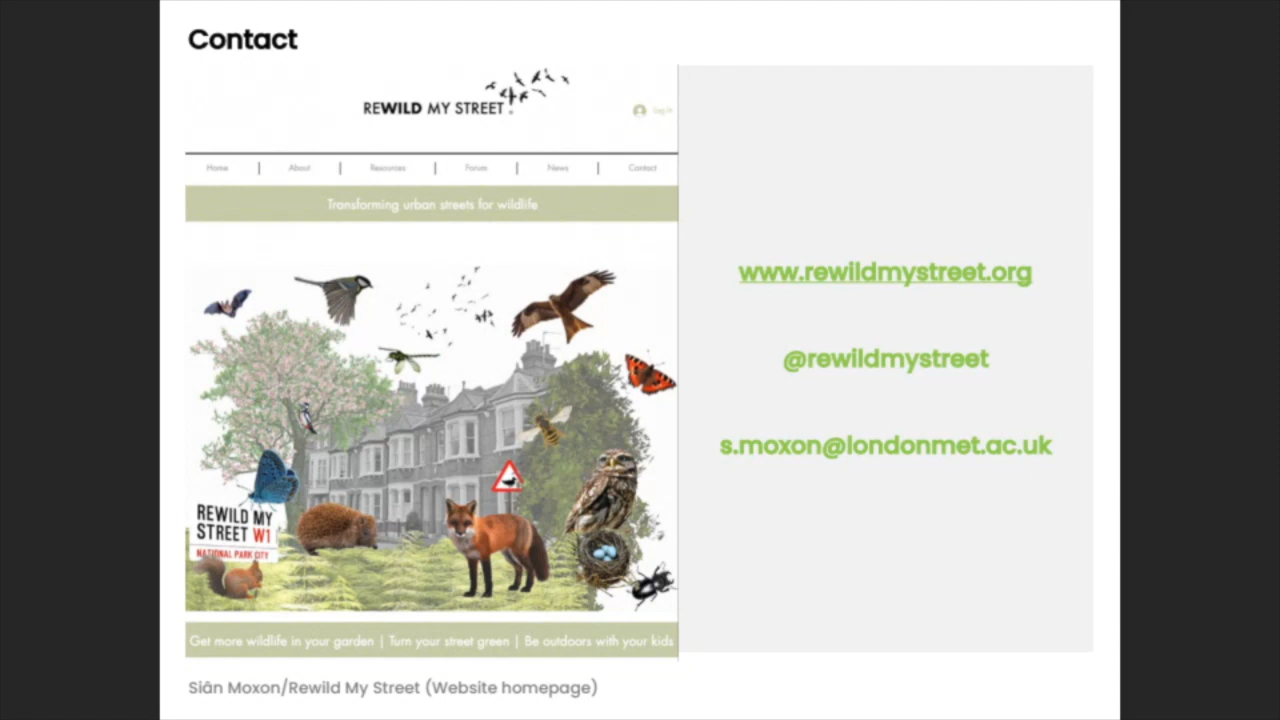 Contact
REWILD MY STREET
Log In
Home | About | Resources | Forum | News | Contact
Transforming urban streets for wildlife
www.rewildmystreet.org
@rewildmystreet
s.moxon@londonmet.ac.uk
REWILD MY
STREET W1
NATIONAL PARK CITY
Get more wildlife in your garden | Turn your street green | Be outdoors with your kids
Siân Moxon/Rewild My Street (Website homepage)